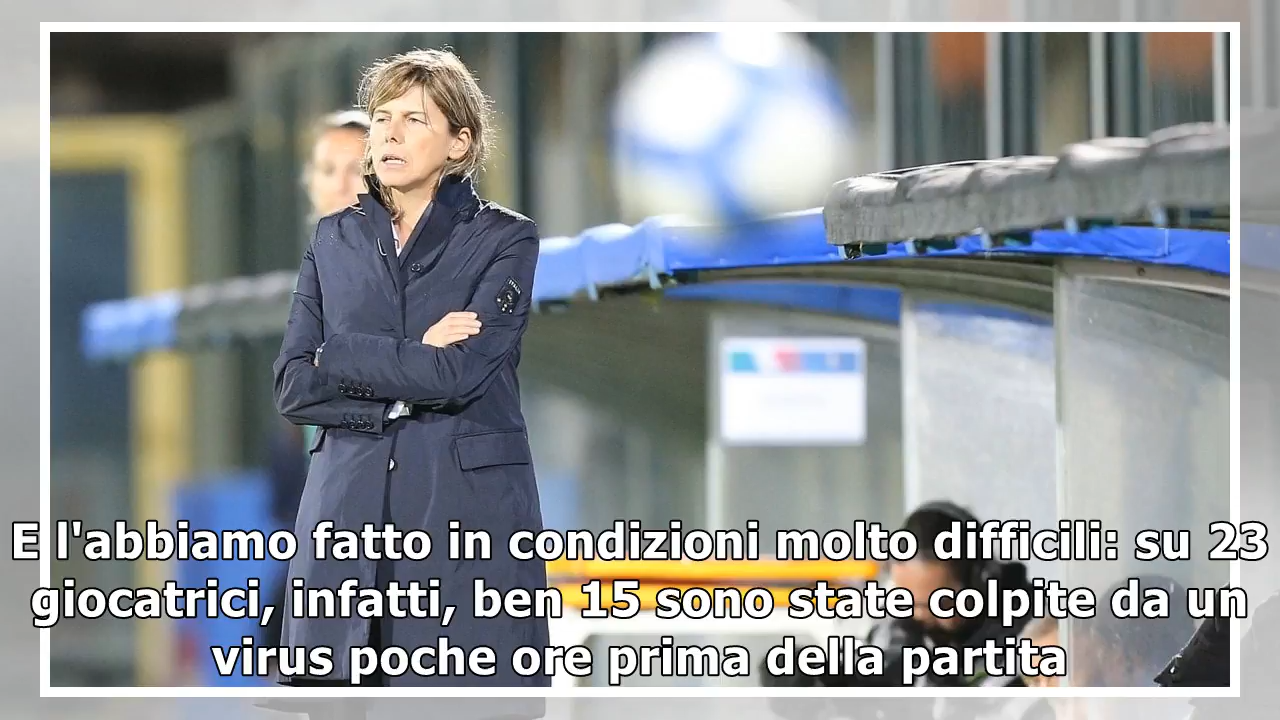 E l'abbiamo fatto in condizioni molto difficili: su 23
giocatrici, infatti, ben 15 sono state colpite da un
virus poche ore prima della partita